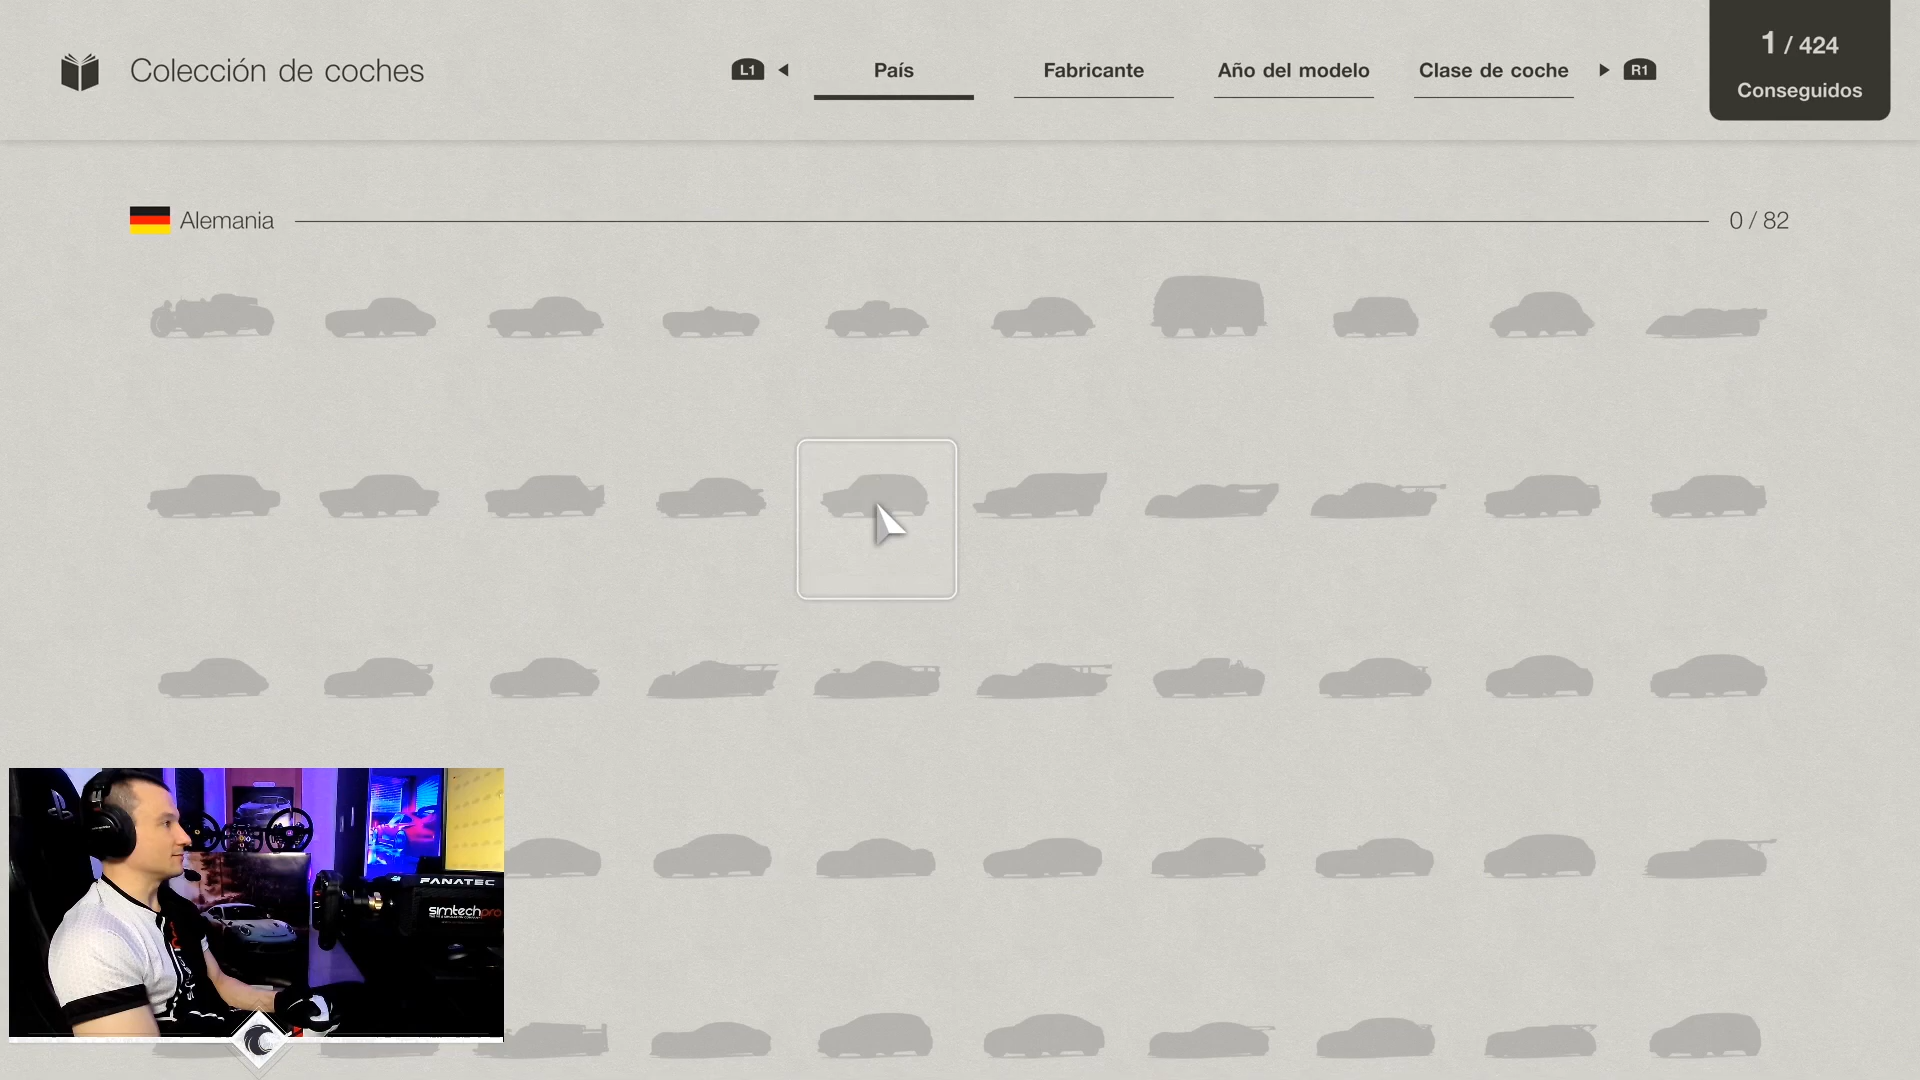 Colección de coches
L1
País
Fabricante
Año del modelo
Clase de coche
R1
1 / 424
Conseguidos
Alemania
0 / 82
FANATEC
simtechpro